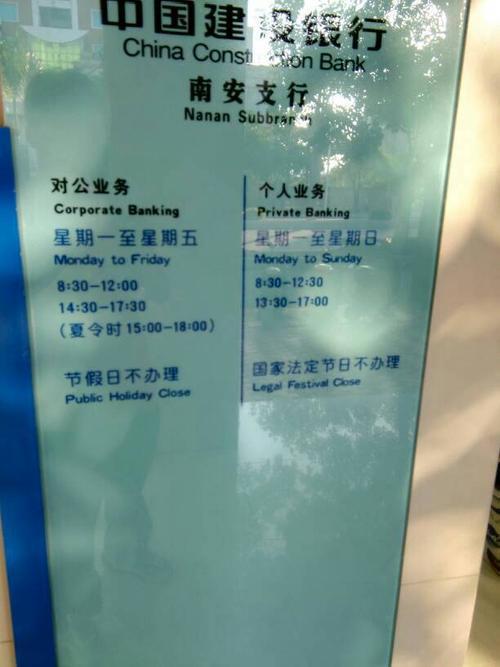 中国建设银行
China Construction Bank
南安支行
Nanan Subbranch
对公业务
Corporate Banking
星期一至星期五
Monday to Friday
8:30-12:00
14:30-17:30
(夏令时 15:00-18:00)
节假日不办理
Public Holiday Close
个人业务
Private Banking
星期一至星期日
Monday to Sunday
8:30-12:30
13:30-17:00
国家法定节日不办理
Legal Festival Close